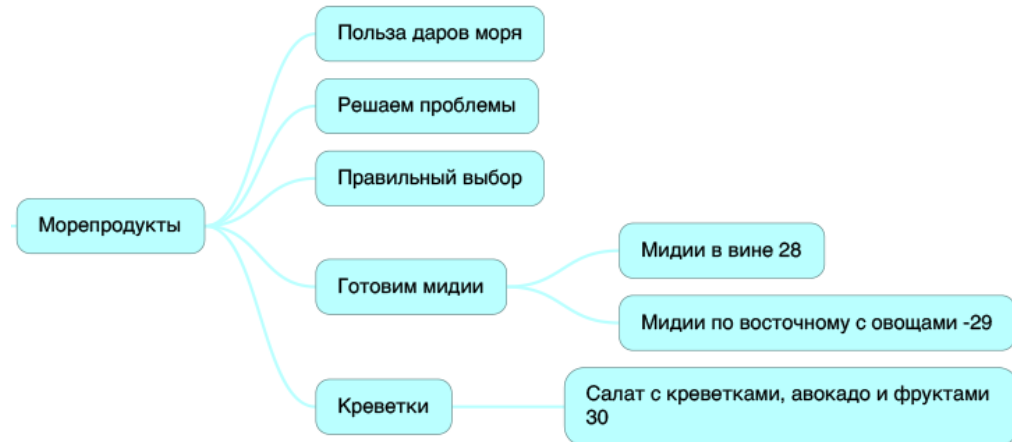 Польза даров моря
Решаем проблемы
Правильный выбор
Морепродукты
Готовим мидии
Мидии в вине 28
Мидии по восточному с овощами -29
Креветки
Салат с креветками, авокадо и фруктами
30